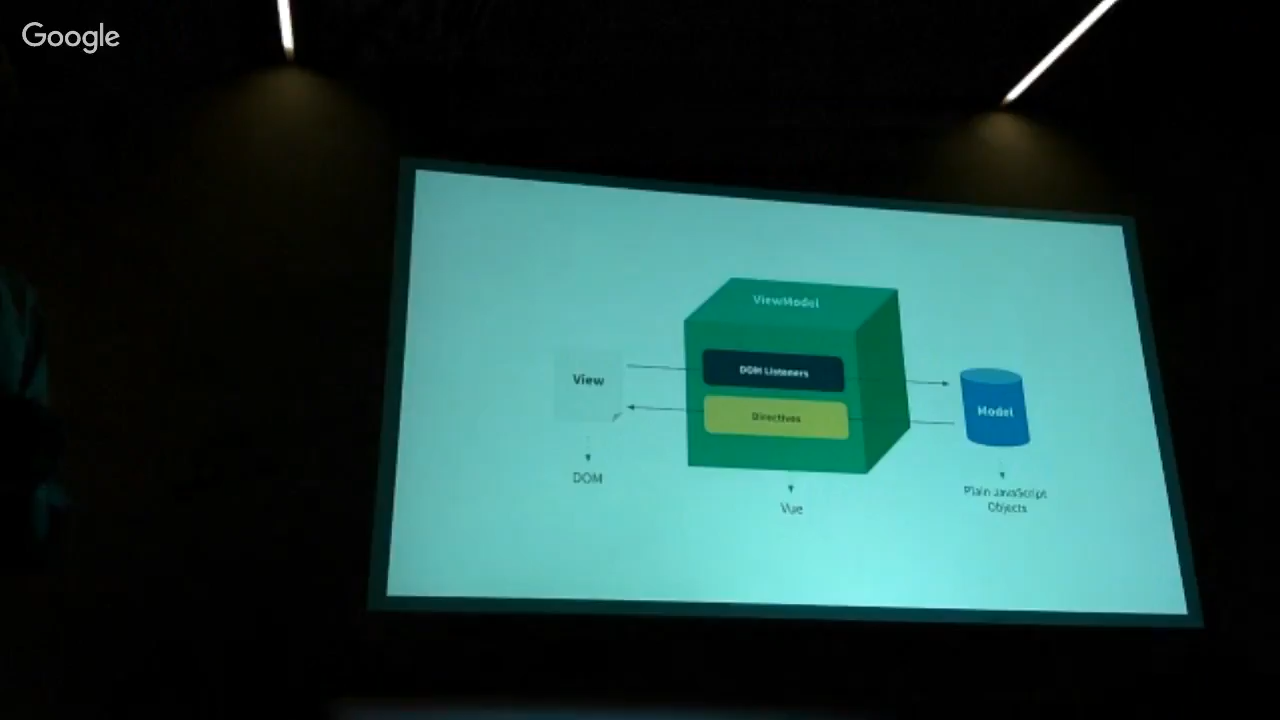 Google
ViewModel
DOM Listeners
View
Directives
Model
DOM
Vue
Plain JavaScript
Objects